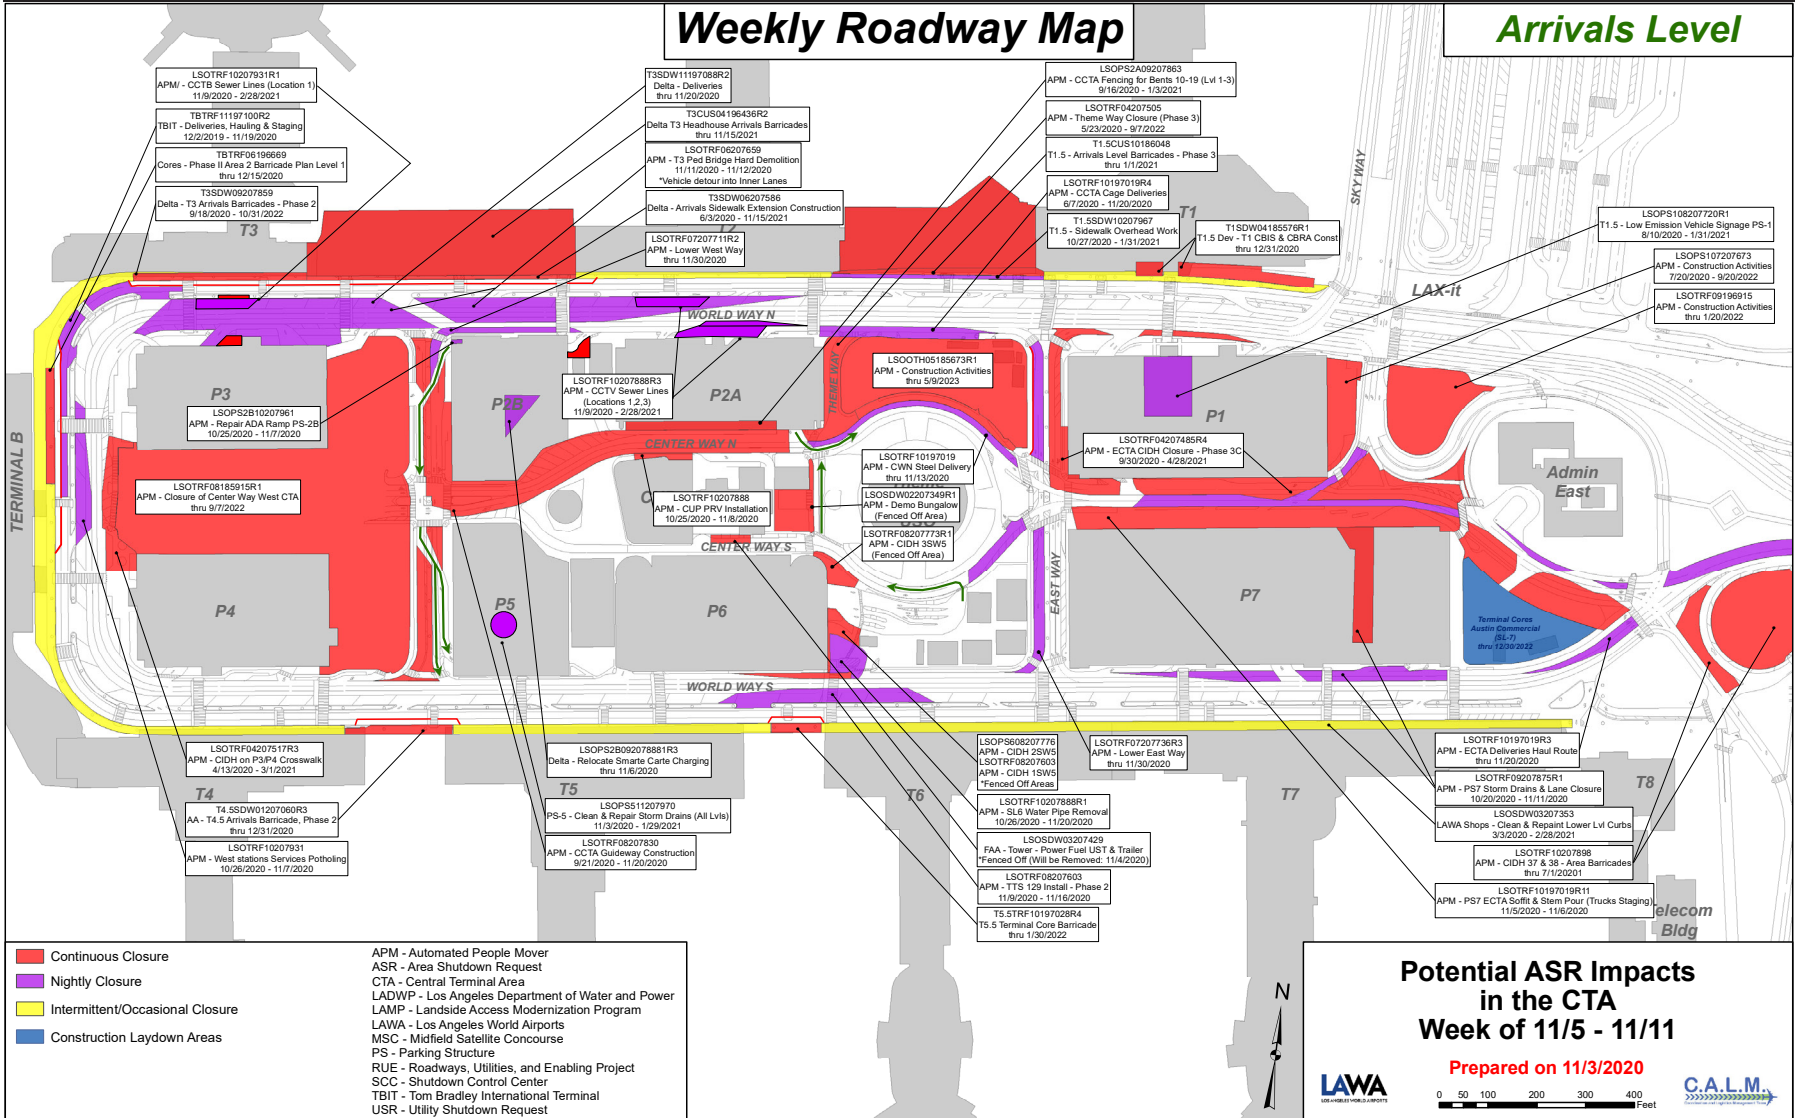 Weekly Roadway Map
Arrivals Level
LSOTRF10207931R1
APM/ - CCTB Sewer Lines (Location 1)
11/9/2020 - 2/28/2021
TBTRF11197100R2
TBIT - Deliveries, Hauling & Staging
12/2/2019 - 11/19/2020
TBTRF06196669
Cores - Phase II Area 2 Barricade Plan Level 1
thru 12/15/2020
T3SDW09207859
Delta - T3 Arrivals Barricades - Phase 2
9/18/2020 - 10/31/2022
T3SDW11197088R2
Delta - Deliveries
thru 11/20/2020
T3CUS04196436R2
Delta T3 Headhouse Arrivals Barricades
thru 11/15/2021
LSOTRF06207659
APM - T3 Ped Bridge Hard Demolition
11/11/2020 - 11/12/2020
*Vehicle detour into Inner Lanes
T3SDW06207586
Delta - Arrivals Sidewalk Extension Construction
6/3/2020 - 11/15/2021
LSOTRF07207711R2
APM - Lower West Way
thru 11/30/2020
LSOPS2A09207863
APM - CCTA Fencing for Bents 10-19 (Lvl 1-3)
9/16/2020 - 1/3/2021
LSOTRF04207505
APM - Theme Way Closure (Phase 3)
5/23/2020 - 9/7/2022
T1.5CUS10186048
T1.5 - Arrivals Level Barricades - Phase 3
thru 1/1/2021
LSOTRF10197019R4
APM - CCTA Cage Deliveries
6/7/2020 - 11/20/2020
T1.5SDW10207967
T1.5 - Sidewalk Overhead Work
10/27/2020 - 1/31/2021
T1SDW04185576R1
T1.5 Dev - T1 CBIS & CBRA Const
thru 12/31/2020
LSOPS108207720R1
T1.5 - Low Emission Vehicle Signage PS-1
8/10/2020 - 1/31/2021
LSOPS107207673
APM - Construction Activities
7/20/2020 - 9/20/2022
LSOTRF09196915
APM - Construction Activities
thru 1/20/2022
T3
T2
T1
SKY WAY
LAX-it
WORLD WAY N
THEME WAY
LSOOTH05185673R1
APM - Construction Activities
thru 5/9/2023
LSOTRF10207888R3
APM - CCTV Sewer Lines
(Locations 1,2,3)
11/9/2020 - 2/28/2021
P3
P2B
P2A
P1
LSOPS2B10207961
APM - Repair ADA Ramp PS-2B
10/25/2020 - 11/7/2020
CENTER WAY N
LSOTRF04207485R4
APM - ECTA CIDH Closure - Phase 3C
9/30/2020 - 4/28/2021
LSOTRF10197019
APM - CWN Steel Delivery
thru 11/13/2020
LSOSDW02207349R1
APM - Demo Bungalow
(Fenced Off Area)
LSOTRF08207773R1
APM - CIDH 3SW5
(Fenced Off Area)
LSOTRF08185915R1
APM - Closure of Center Way West CTA
thru 9/7/2022
LSOTRF10207888
APM - CUP PRV Installation
10/25/2020 - 11/8/2020
CENTER WAY S
TERMINAL B
EAST WAY
Admin
East
P4
P5
P6
P7
Terminal Cores
Austin Commercial
(SL-7)
thru 12/30/2022
WORLD WAY S
LSOTRF04207517R3
APM - CIDH on P3/P4 Crosswalk
4/13/2020 - 3/1/2021
T4
T4.5SDW01207060R3
AA - T4.5 Arrivals Barricade, Phase 2
thru 12/31/2020
LSOTRF10207931
APM - West stations Services Potholing
10/26/2020 - 11/7/2020
LSOPS2B092078881R3
Delta - Relocate Smarte Carte Charging
thru 11/6/2020
T5
LSOPS511207970
PS-5 - Clean & Repair Storm Drains (All Lvls)
11/3/2020 - 1/29/2021
LSOTRF08207830
APM - CCTA Guideway Construction
9/21/2020 - 11/20/2020
T6
LSOPS608207776
APM - CIDH 2SW5
LSOTRF08207603
APM - CIDH 1SW5
*Fenced Off Areas
LSOTRF10207888R1
APM - SL6 Water Pipe Removal
10/26/2020 - 11/20/2020
LSOSDW03207429
FAA - Tower - Power Fuel UST & Trailer
*Fenced Off (Will be Removed: 11/4/2020)
LSOTRF08207603
APM - TTS 129 Install - Phase 2
11/9/2020 - 11/16/2020
T5.5TRF10197028R4
T5.5 Terminal Core Barricade
thru 1/30/2022
LSOTRF07207736R3
APM - Lower East Way
thru 11/30/2020
T7
T8
LSOTRF10197019R3
APM - ECTA Deliveries Haul Route
thru 11/20/2020
LSOTRF09207875R1
APM - PS7 Storm Drains & Lane Closure
10/20/2020 - 11/11/2020
LSOSDW03207353
LAWA Shops - Clean & Repaint Lower Lvl Curbs
3/3/2020 - 2/28/2021
LSOTRF10207898
APM - CIDH 37 & 38 - Area Barricades
thru 7/1/20201
LSOTRF10197019R11
APM - PS7 ECTA Soffit & Stem Pour (Trucks Staging)
11/5/2020 - 11/6/2020
elecom
Bldg
Continuous Closure
Nightly Closure
Intermittent/Occasional Closure
Construction Laydown Areas
APM - Automated People Mover
ASR - Area Shutdown Request
CTA - Central Terminal Area
LADWP - Los Angeles Department of Water and Power
LAMP - Landside Access Modernization Program
LAWA - Los Angeles World Airports
MSC - Midfield Satellite Concourse
PS - Parking Structure
RUE - Roadways, Utilities, and Enabling Project
SCC - Shutdown Control Center
TBIT - Tom Bradley International Terminal
USR - Utility Shutdown Request
N
Potential ASR Impacts
in the CTA
Week of 11/5 - 11/11
Prepared on 11/3/2020
LAWA
LOS ANGELES WORLD AIRPORTS
0 50 100 200 300 400
Feet
C.A.L.M.